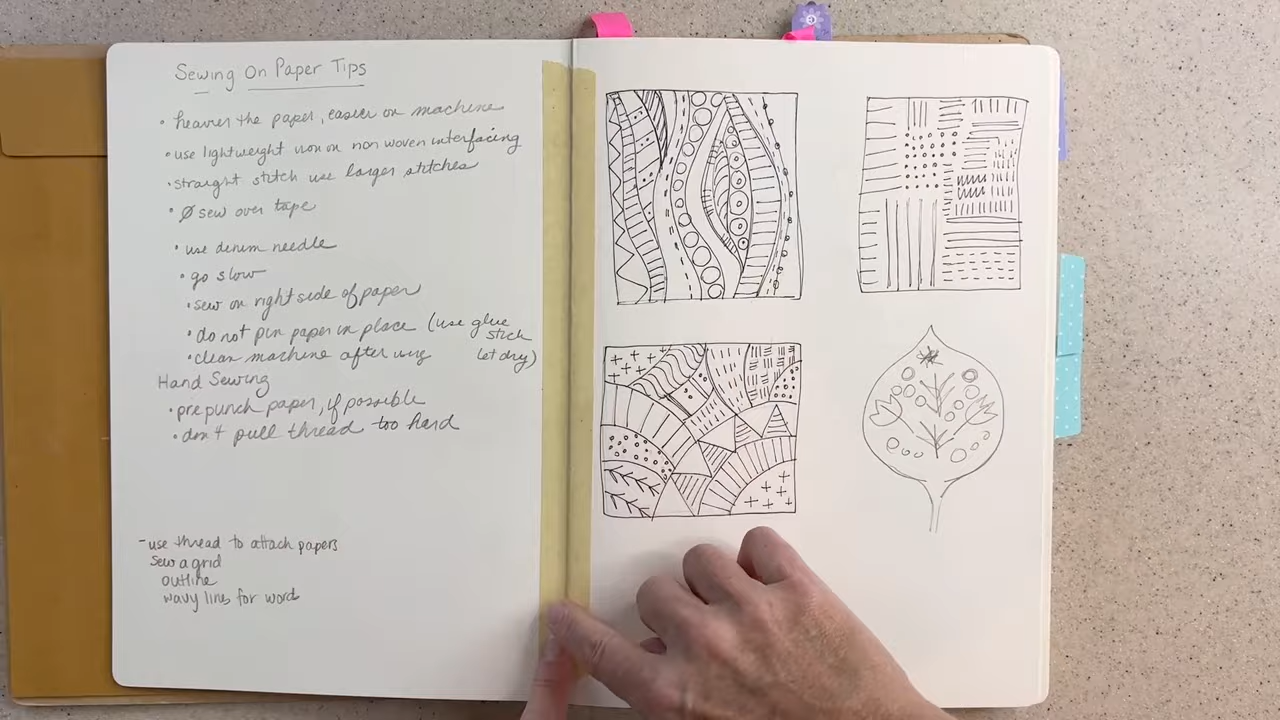 Sewing On Paper Tips
• heavier the paper, easier on machine
• use lightweight iron on non woven interfacing
• straight stitch use larger stitches
• Ø sew over tape
• use denim needle
• go slow
• sew on right side of paper
• do not pin paper in place (use glue
stick
• clean machine after use let dry)
Hand Sewing
• prepunch paper, if possible
• don't pull thread too hard
- use thread to attach papers
Sew a grid
outline
wavy lines for word